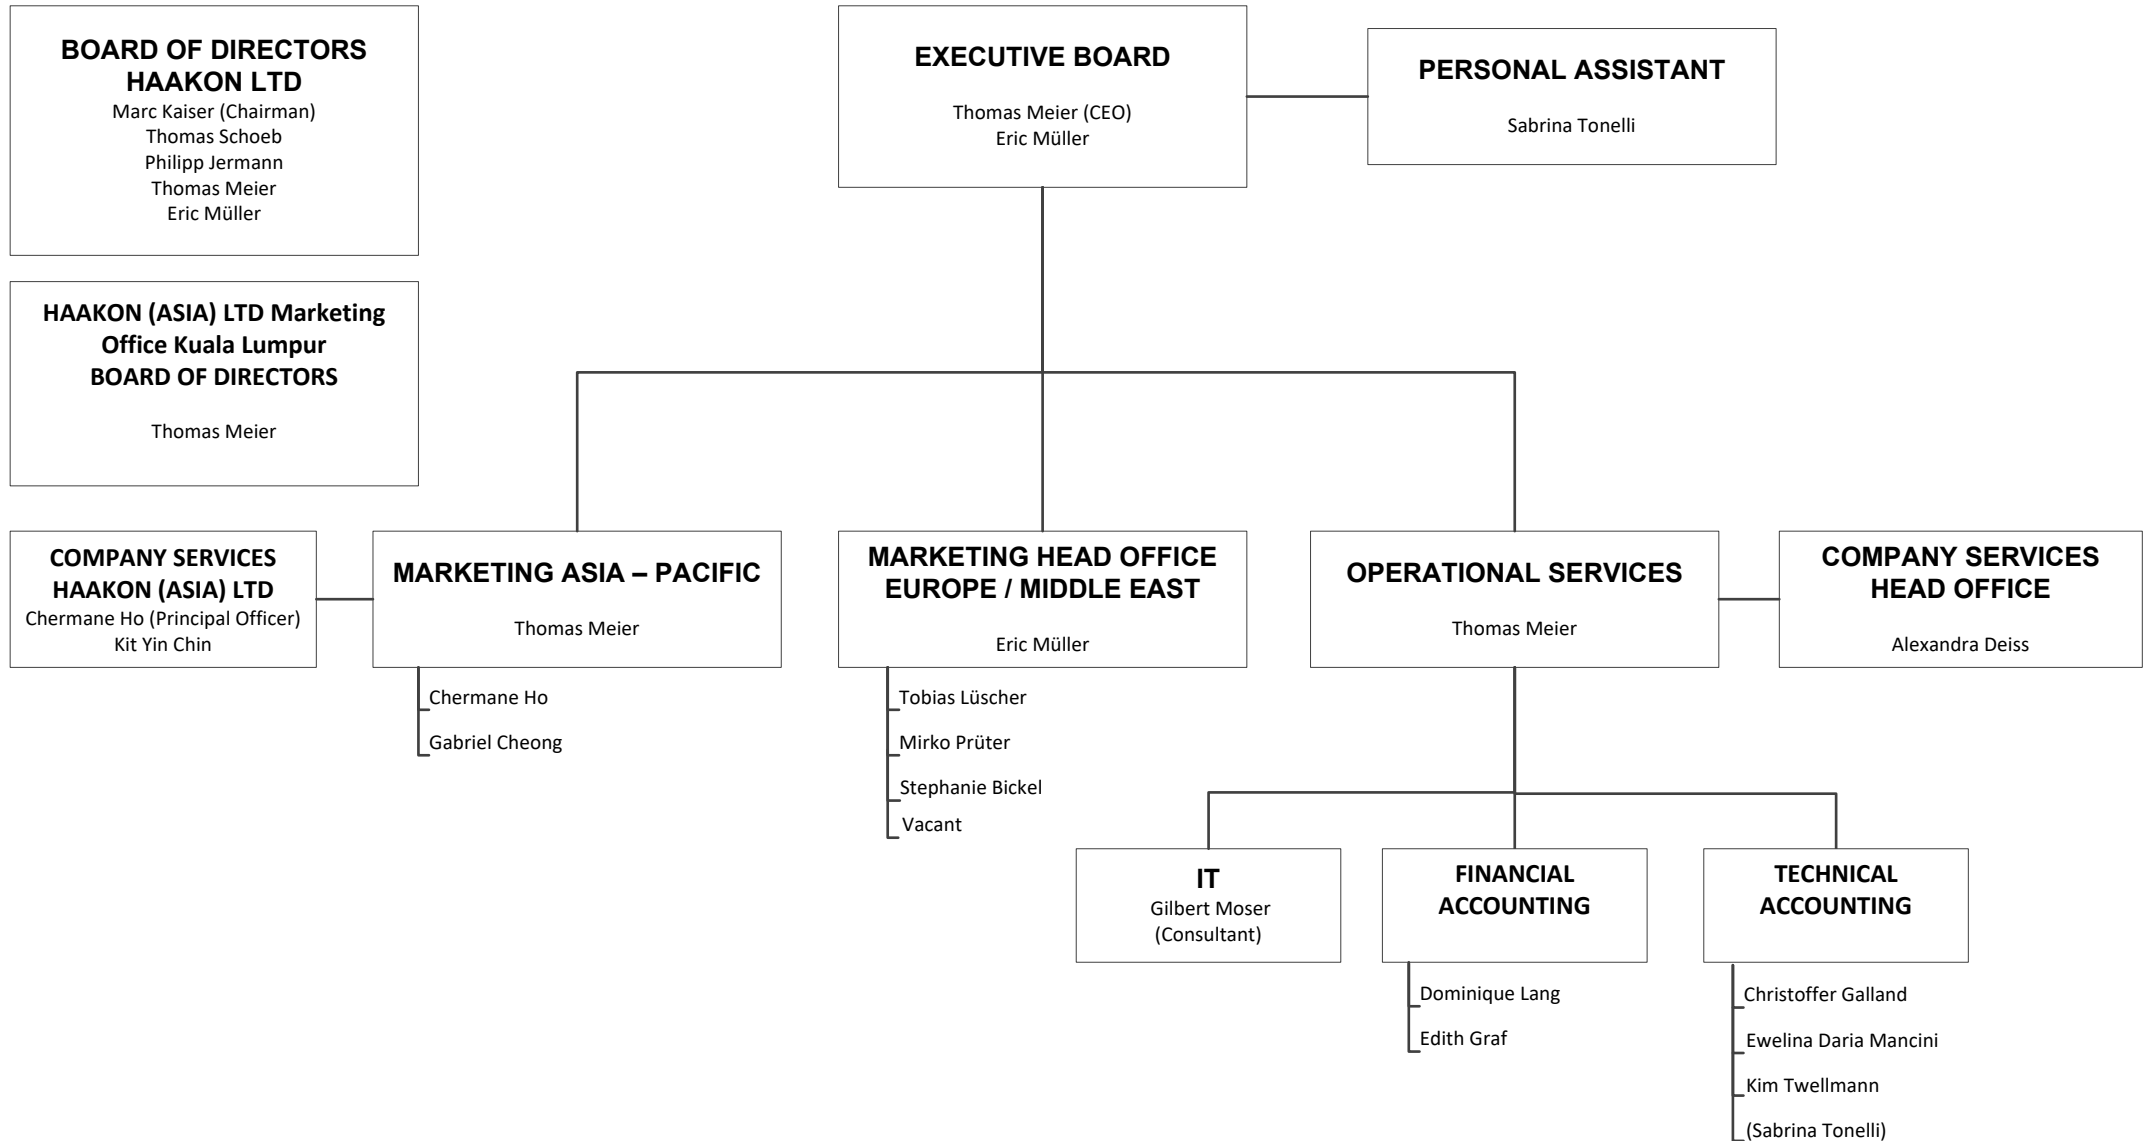 BOARD OF DIRECTORS
HAAKON LTD
Marc Kaiser (Chairman)
Thomas Schoeb
Philipp Jermann
Thomas Meier
Eric Müller
EXECUTIVE BOARD
Thomas Meier (CEO)
Eric Müller
PERSONAL ASSISTANT
Sabrina Tonelli
HAAKON (ASIA) LTD Marketing
Office Kuala Lumpur
BOARD OF DIRECTORS
Thomas Meier
COMPANY SERVICES
HAAKON (ASIA) LTD
Chermane Ho (Principal Officer)
Kit Yin Chin
MARKETING ASIA – PACIFIC
Thomas Meier
Chermane Ho
Gabriel Cheong
MARKETING HEAD OFFICE
EUROPE / MIDDLE EAST
Eric Müller
Tobias Lüscher
Mirko Prüter
Stephanie Bickel
Vacant
OPERATIONAL SERVICES
Thomas Meier
COMPANY SERVICES
HEAD OFFICE
Alexandra Deiss
IT
Gilbert Moser
(Consultant)
FINANCIAL
ACCOUNTING
Dominique Lang
Edith Graf
TECHNICAL
ACCOUNTING
Christoffer Galland
Ewelina Daria Mancini
Kim Twellmann
(Sabrina Tonelli)